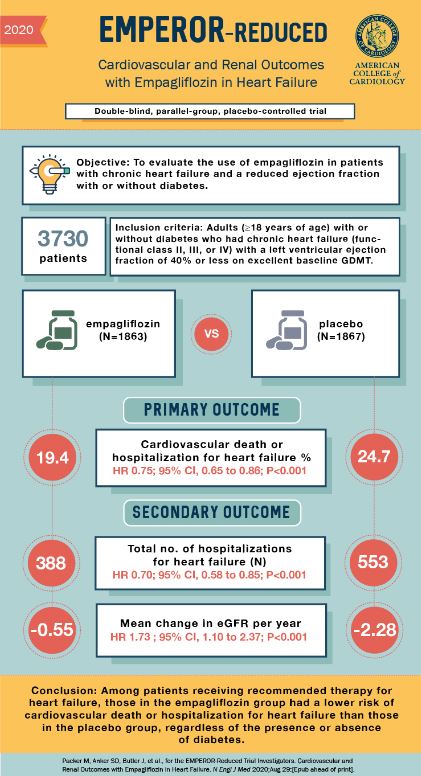 2020
EMPEROR-REDUCED
Cardiovascular and Renal Outcomes
with Empagliflozin in Heart Failure
AMERICAN
COLLEGE of
CARDIOLOGY
Double-blind, parallel-group, placebo-controlled trial
Objective: To evaluate the use of empagliflozin in patients
with chronic heart failure and a reduced ejection fraction
with or without diabetes.
3730
patients
Inclusion criteria: Adults (≥18 years of age) with or
without diabetes who had chronic heart failure (func-
tional class II, III, or IV) with a left ventricular ejection
fraction of 40% or less on excellent baseline GDMT.
empagliflozin
(N=1863)
VS
placebo
(N=1867)
PRIMARY OUTCOME
19.4
Cardiovascular death or
hospitalization for heart failure %
HR 0.75; 95% CI, 0.65 to 0.86; P<0.001
24.7
SECONDARY OUTCOME
388
Total no. of hospitalizations
for heart failure (N)
HR 0.70; 95% CI, 0.58 to 0.85; P<0.001
553
-0.55
Mean change in eGFR per year
HR 1.73 ; 95% CI, 1.10 to 2.37; P<0.001
-2.28
Conclusion: Among patients receiving recommended therapy for
heart failure, those in the empagliflozin group had a lower risk of
cardiovascular death or hospitalization for heart failure than those
in the placebo group, regardless of the presence or absence
of diabetes.
Packer M, Anker SD, Butler J, et al., for the EMPEROR-Reduced Trial Investigators. Cardiovascular and
Renal Outcomes with Empagliflozin in Heart Failure. N Engl J Med 2020;Aug 29:[Epub ahead of print].